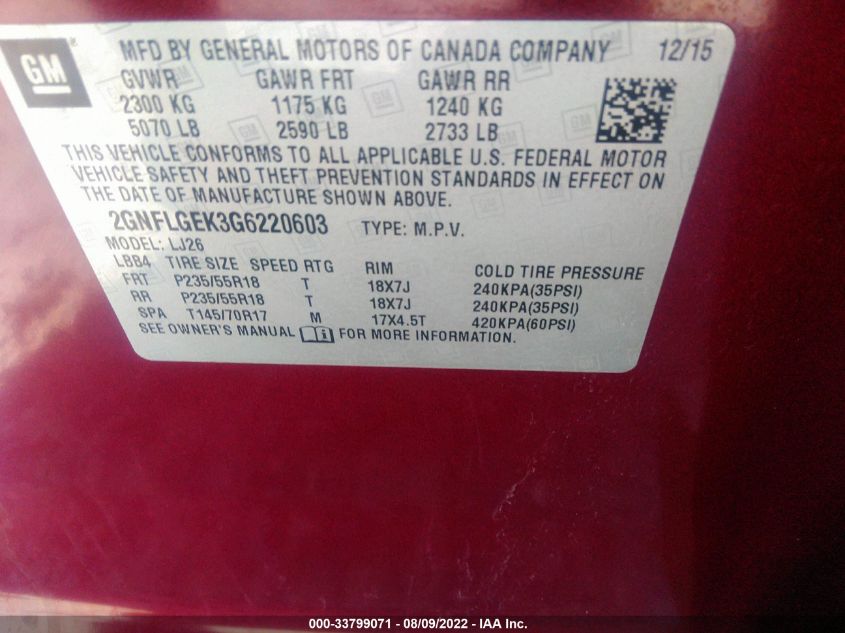 GM ®
MFD BY GENERAL MOTORS OF CANADA COMPANY 12/15
GVWR GAWR FRT GAWR RR
2300 KG 1175 KG 1240 KG
5070 LB 2590 LB 2733 LB
THIS VEHICLE CONFORMS TO ALL APPLICABLE U.S. FEDERAL MOTOR
VEHICLE SAFETY AND THEFT PREVENTION STANDARDS IN EFFECT ON
THE DATE OF MANUFACTURE SHOWN ABOVE.
2GNFLGEK3G6220603 TYPE: M.P.V.
MODEL: LJ26
L8B4 TIRE SIZE SPEED RTG RIM COLD TIRE PRESSURE
FRT P235/55R18 T 18X7J 240KPA(35PSI)
RR P235/55R18 T 18X7J 240KPA(35PSI)
SPA T145/70R17 M 17X4.5T 420KPA(60PSI)
SEE OWNER'S MANUAL FOR MORE INFORMATION.
000-33799071 - 08/09/2022 - IAA Inc.